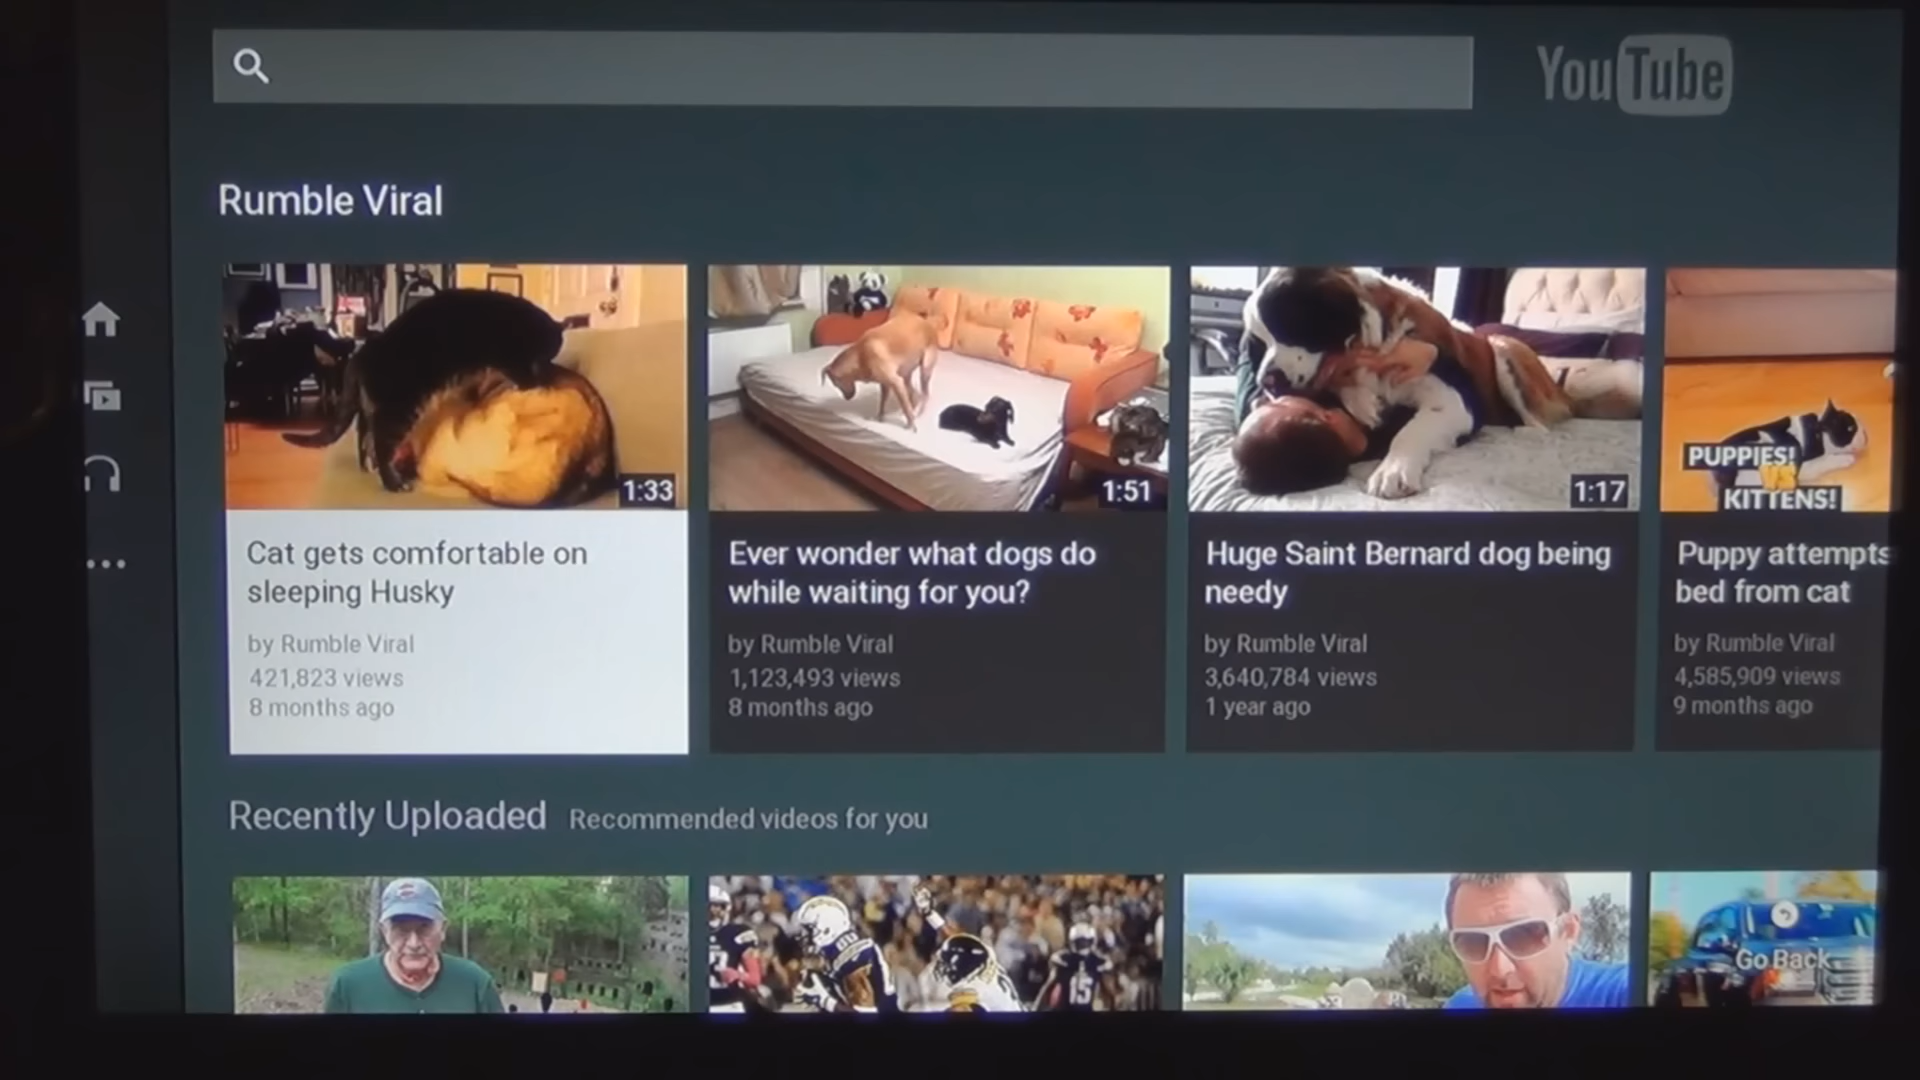 YouTube
Rumble Viral
1:33
1:51
1:17
PUPPIES!
VS
KITTENS!
Cat gets comfortable on
sleeping Husky
by Rumble Viral
421,823 views
8 months ago
Ever wonder what dogs do
while waiting for you?
by Rumble Viral
1,123,493 views
8 months ago
Huge Saint Bernard dog being
needy
by Rumble Viral
3,640,784 views
1 year ago
Puppy attempts
bed from cat
by Rumble Viral
4,585,909 views
9 months ago
Recently Uploaded Recommended videos for you
15
Go Back